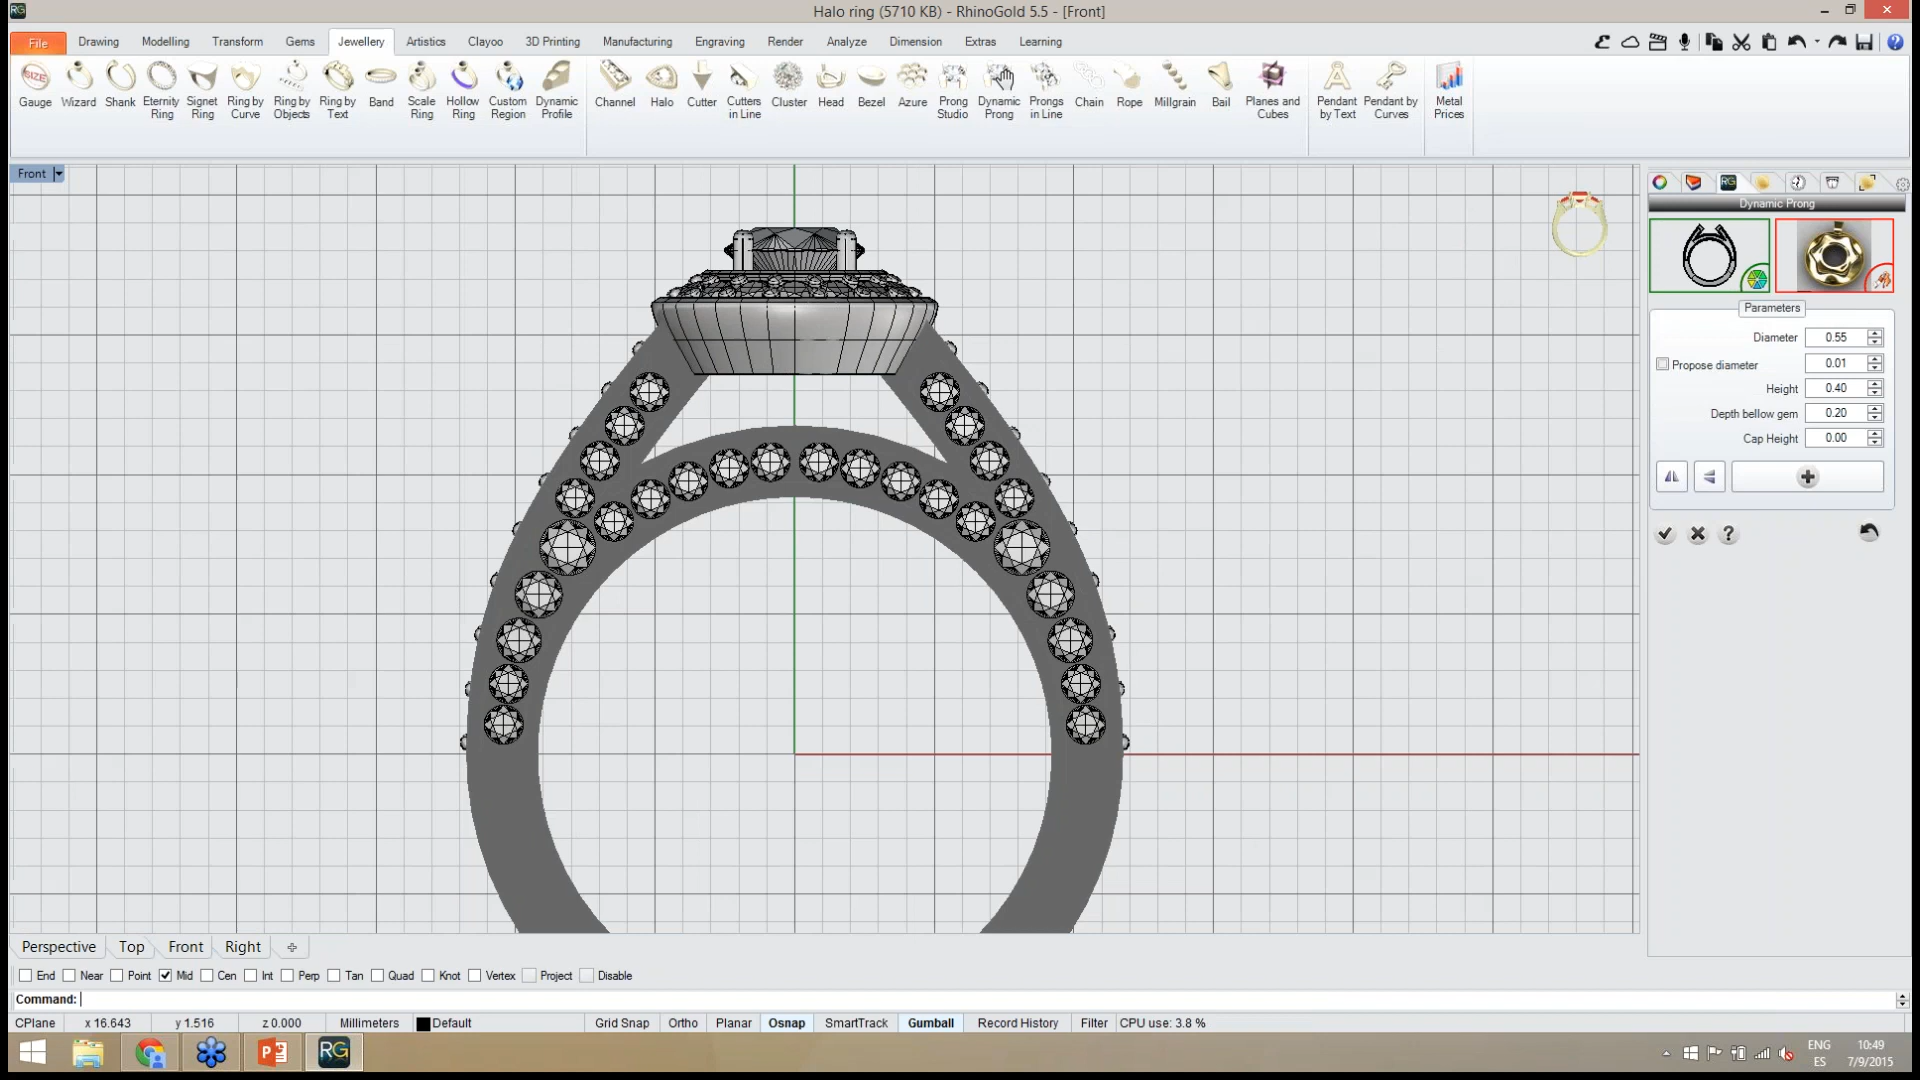 RG
Halo ring (5710 KB) - RhinoGold 5.5 - [Front]
File Drawing Modelling Transform Gems Jewellery Artistics Clayoo 3D Printing Manufacturing Engraving Render Analyze Dimension Extras Learning
SIZE
Gauge Wizard Shank Eternity Ring Signet Ring Ring by Curve Ring by Objects Ring by Text Band Scale Ring Hollow Ring Custom Region Dynamic Profile Channel Halo Cutter Cutters in Line Cluster Head Bezel Azure Prong Studio Dynamic Prong Prongs in Line Chain Rope Millgrain Bail Planes and Cubes Pendant by Text Pendant by Curves Metal Prices
Front
RG
Dynamic Prong
Parameters
Diameter 0.55
Propose diameter 0.01
Height 0.40
Depth bellow gem 0.20
Cap Height 0.00
Perspective Top Front Right
End Near Point Mid Cen Int Perp Tan Quad Knot Vertex Project Disable
Command:
CPlane x 16.643 y 1.516 z 0.000 Millimeters Default Grid Snap Ortho Planar Osnap SmartTrack Gumball Record History Filter CPU use: 3.8 %
RG
ENG 10:49
ES 7/9/2015